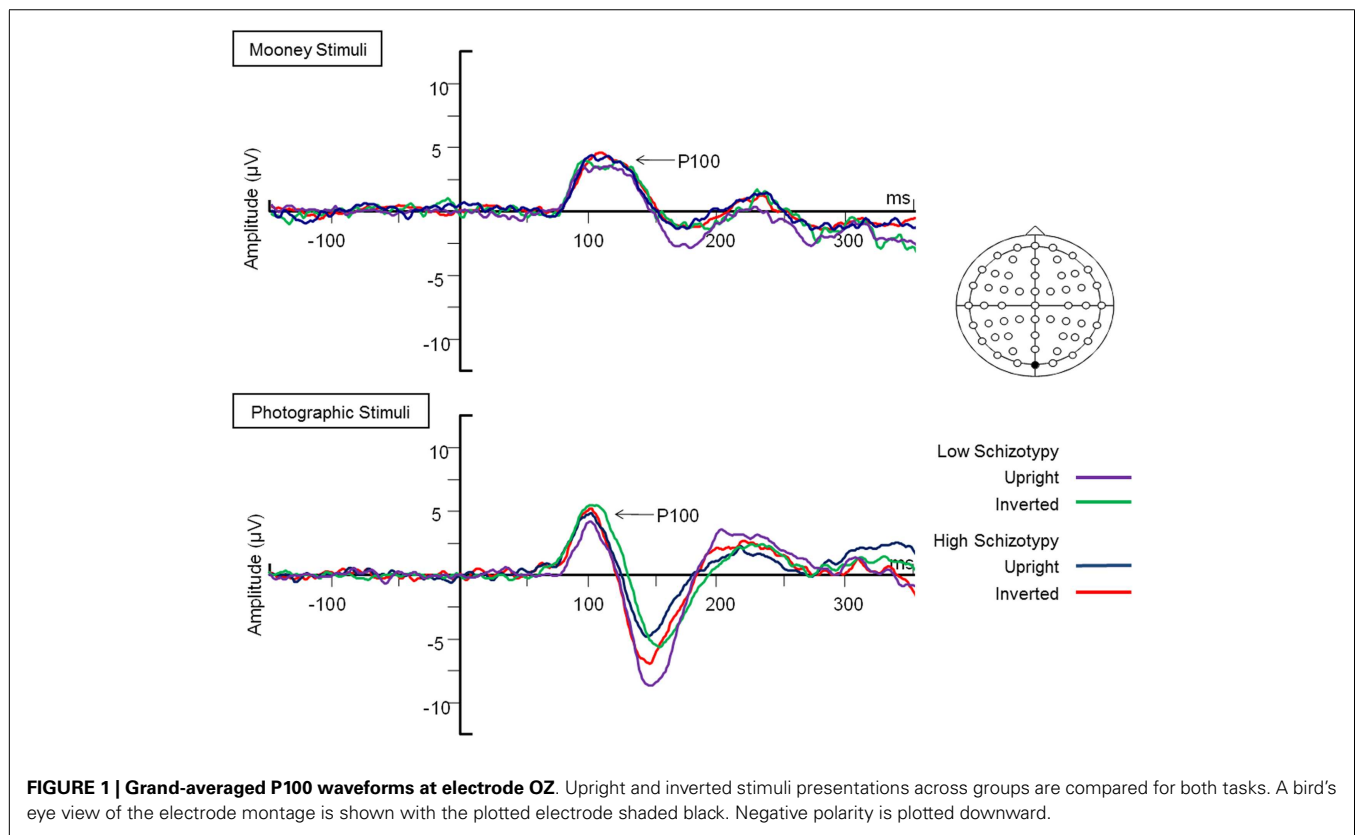 Mooney Stimuli
10
5
-5
-10
Amplitude (µV)
P100
ms
-100
100
200
300
Photographic Stimuli
10
5
-5
-10
Amplitude (µV)
P100
ms
-100
100
200
300
Low Schizotypy
Upright
Inverted
High Schizotypy
Upright
Inverted
FIGURE 1 | Grand-averaged P100 waveforms at electrode OZ. Upright and inverted stimuli presentations across groups are compared for both tasks. A bird's
eye view of the electrode montage is shown with the plotted electrode shaded black. Negative polarity is plotted downward.